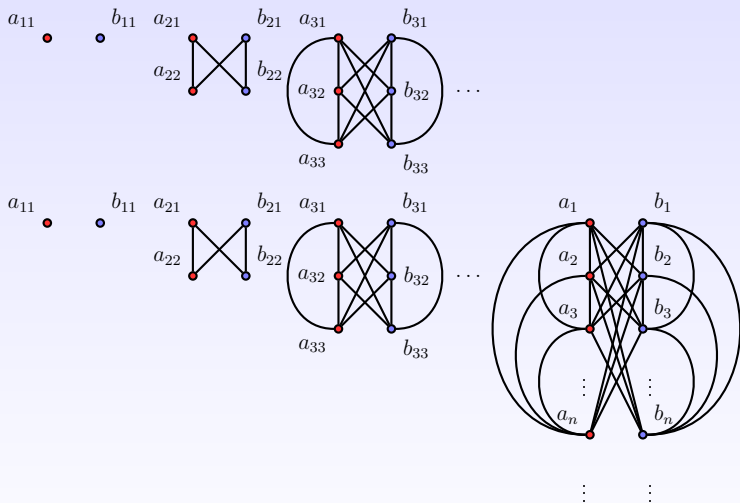 a₁₁ b₁₁ a₂₁ b₂₁ a₃₁ b₃₁
a₂₂ b₂₂ a₃₂ b₃₂ ⋯
a₃₃ b₃₃
a₁₁ b₁₁ a₂₁ b₂₁ a₃₁ b₃₁ a₁ b₁
a₂₂ b₂₂ a₃₂ b₃₂ ⋯ a₂ b₂
a₃₃ b₃₃ a₃ b₃
⋮ ⋮
aₙ bₙ
⋮ ⋮